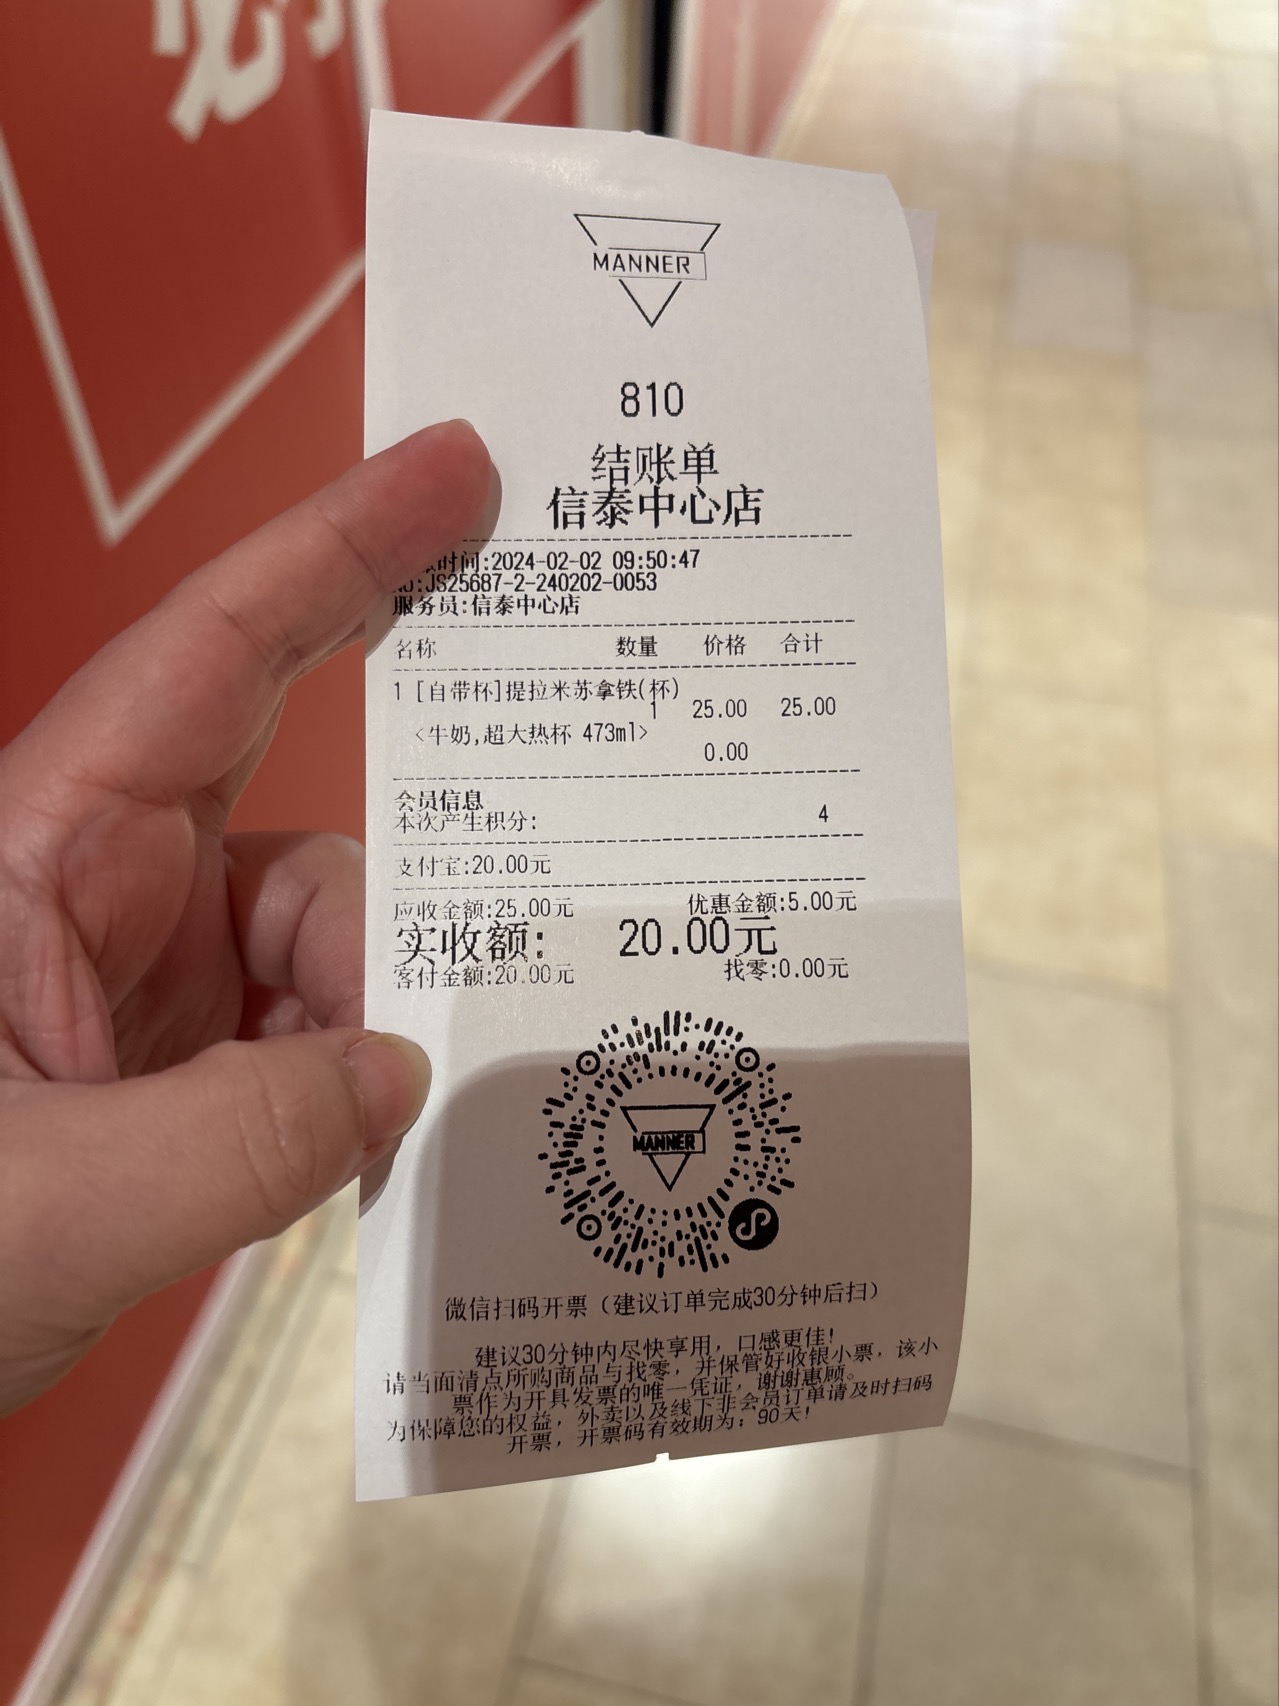 MANNER
810
结账单
信泰中心店
时间:2024-02-02 09:50:47
NO:JS25687-2-240202-0053
服务员:信泰中心店
名称 数量 价格 合计
1 [自带杯]提拉米苏拿铁(杯)
1 25.00 25.00
<牛奶,超大热杯 473ml>
0.00
会员信息
本次产生积分: 4
支付宝:20.00元
应收金额:25.00元 优惠金额:5.00元
实收额: 20.00元
客付金额:20.00元 找零:0.00元
MANNER
微信扫码开票（建议订单完成30分钟后扫）
建议30分钟内尽快享用，口感更佳!
请当面清点所购商品与找零，并保管好收银小票，该小
票作为开具发票的唯一凭证，谢谢惠顾。
为保障您的权益，外卖以及线下非会员订单请及时扫码
开票，开票码有效期为：90天!